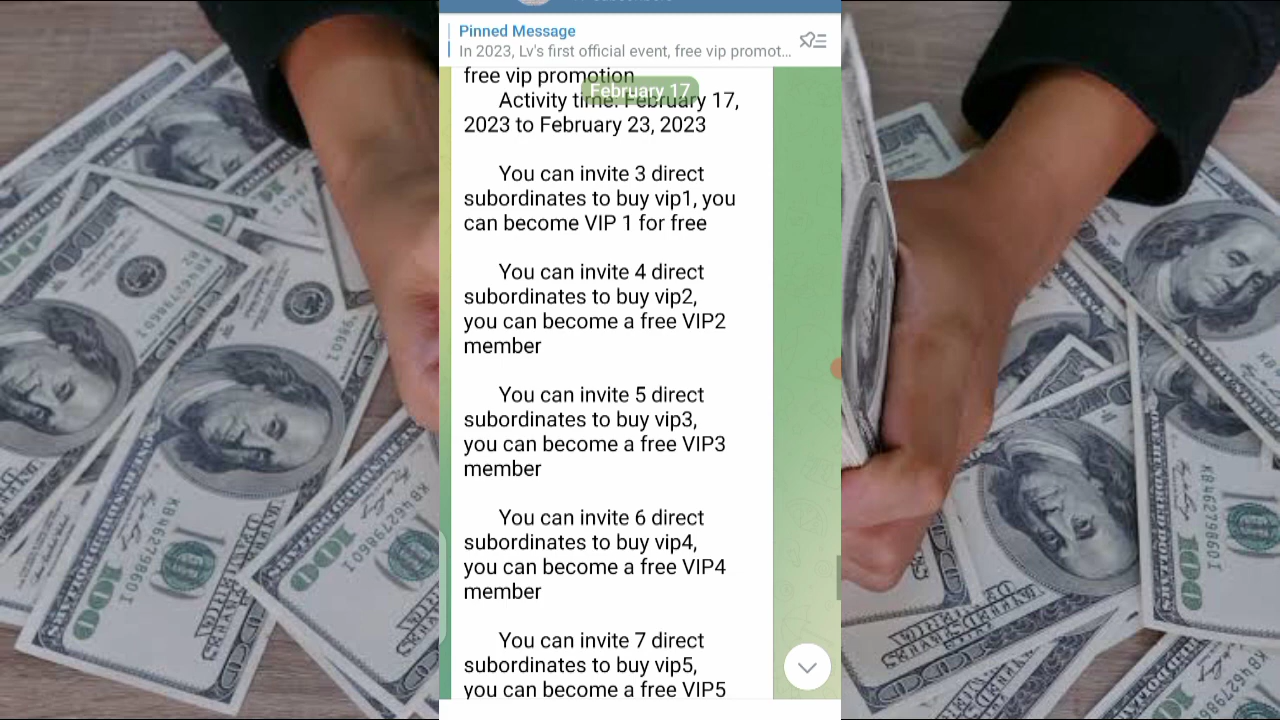 Pinned Message
In 2023, Lv's first official event, free vip promot...
free vip promotion
February 17
Activity time: February 17,
2023 to February 23, 2023
You can invite 3 direct
subordinates to buy vip1, you
can become VIP 1 for free
You can invite 4 direct
subordinates to buy vip2,
you can become a free VIP2
member
You can invite 5 direct
subordinates to buy vip3,
you can become a free VIP3
member
You can invite 6 direct
subordinates to buy vip4,
you can become a free VIP4
member
You can invite 7 direct
subordinates to buy vip5,
you can become a free VIP5